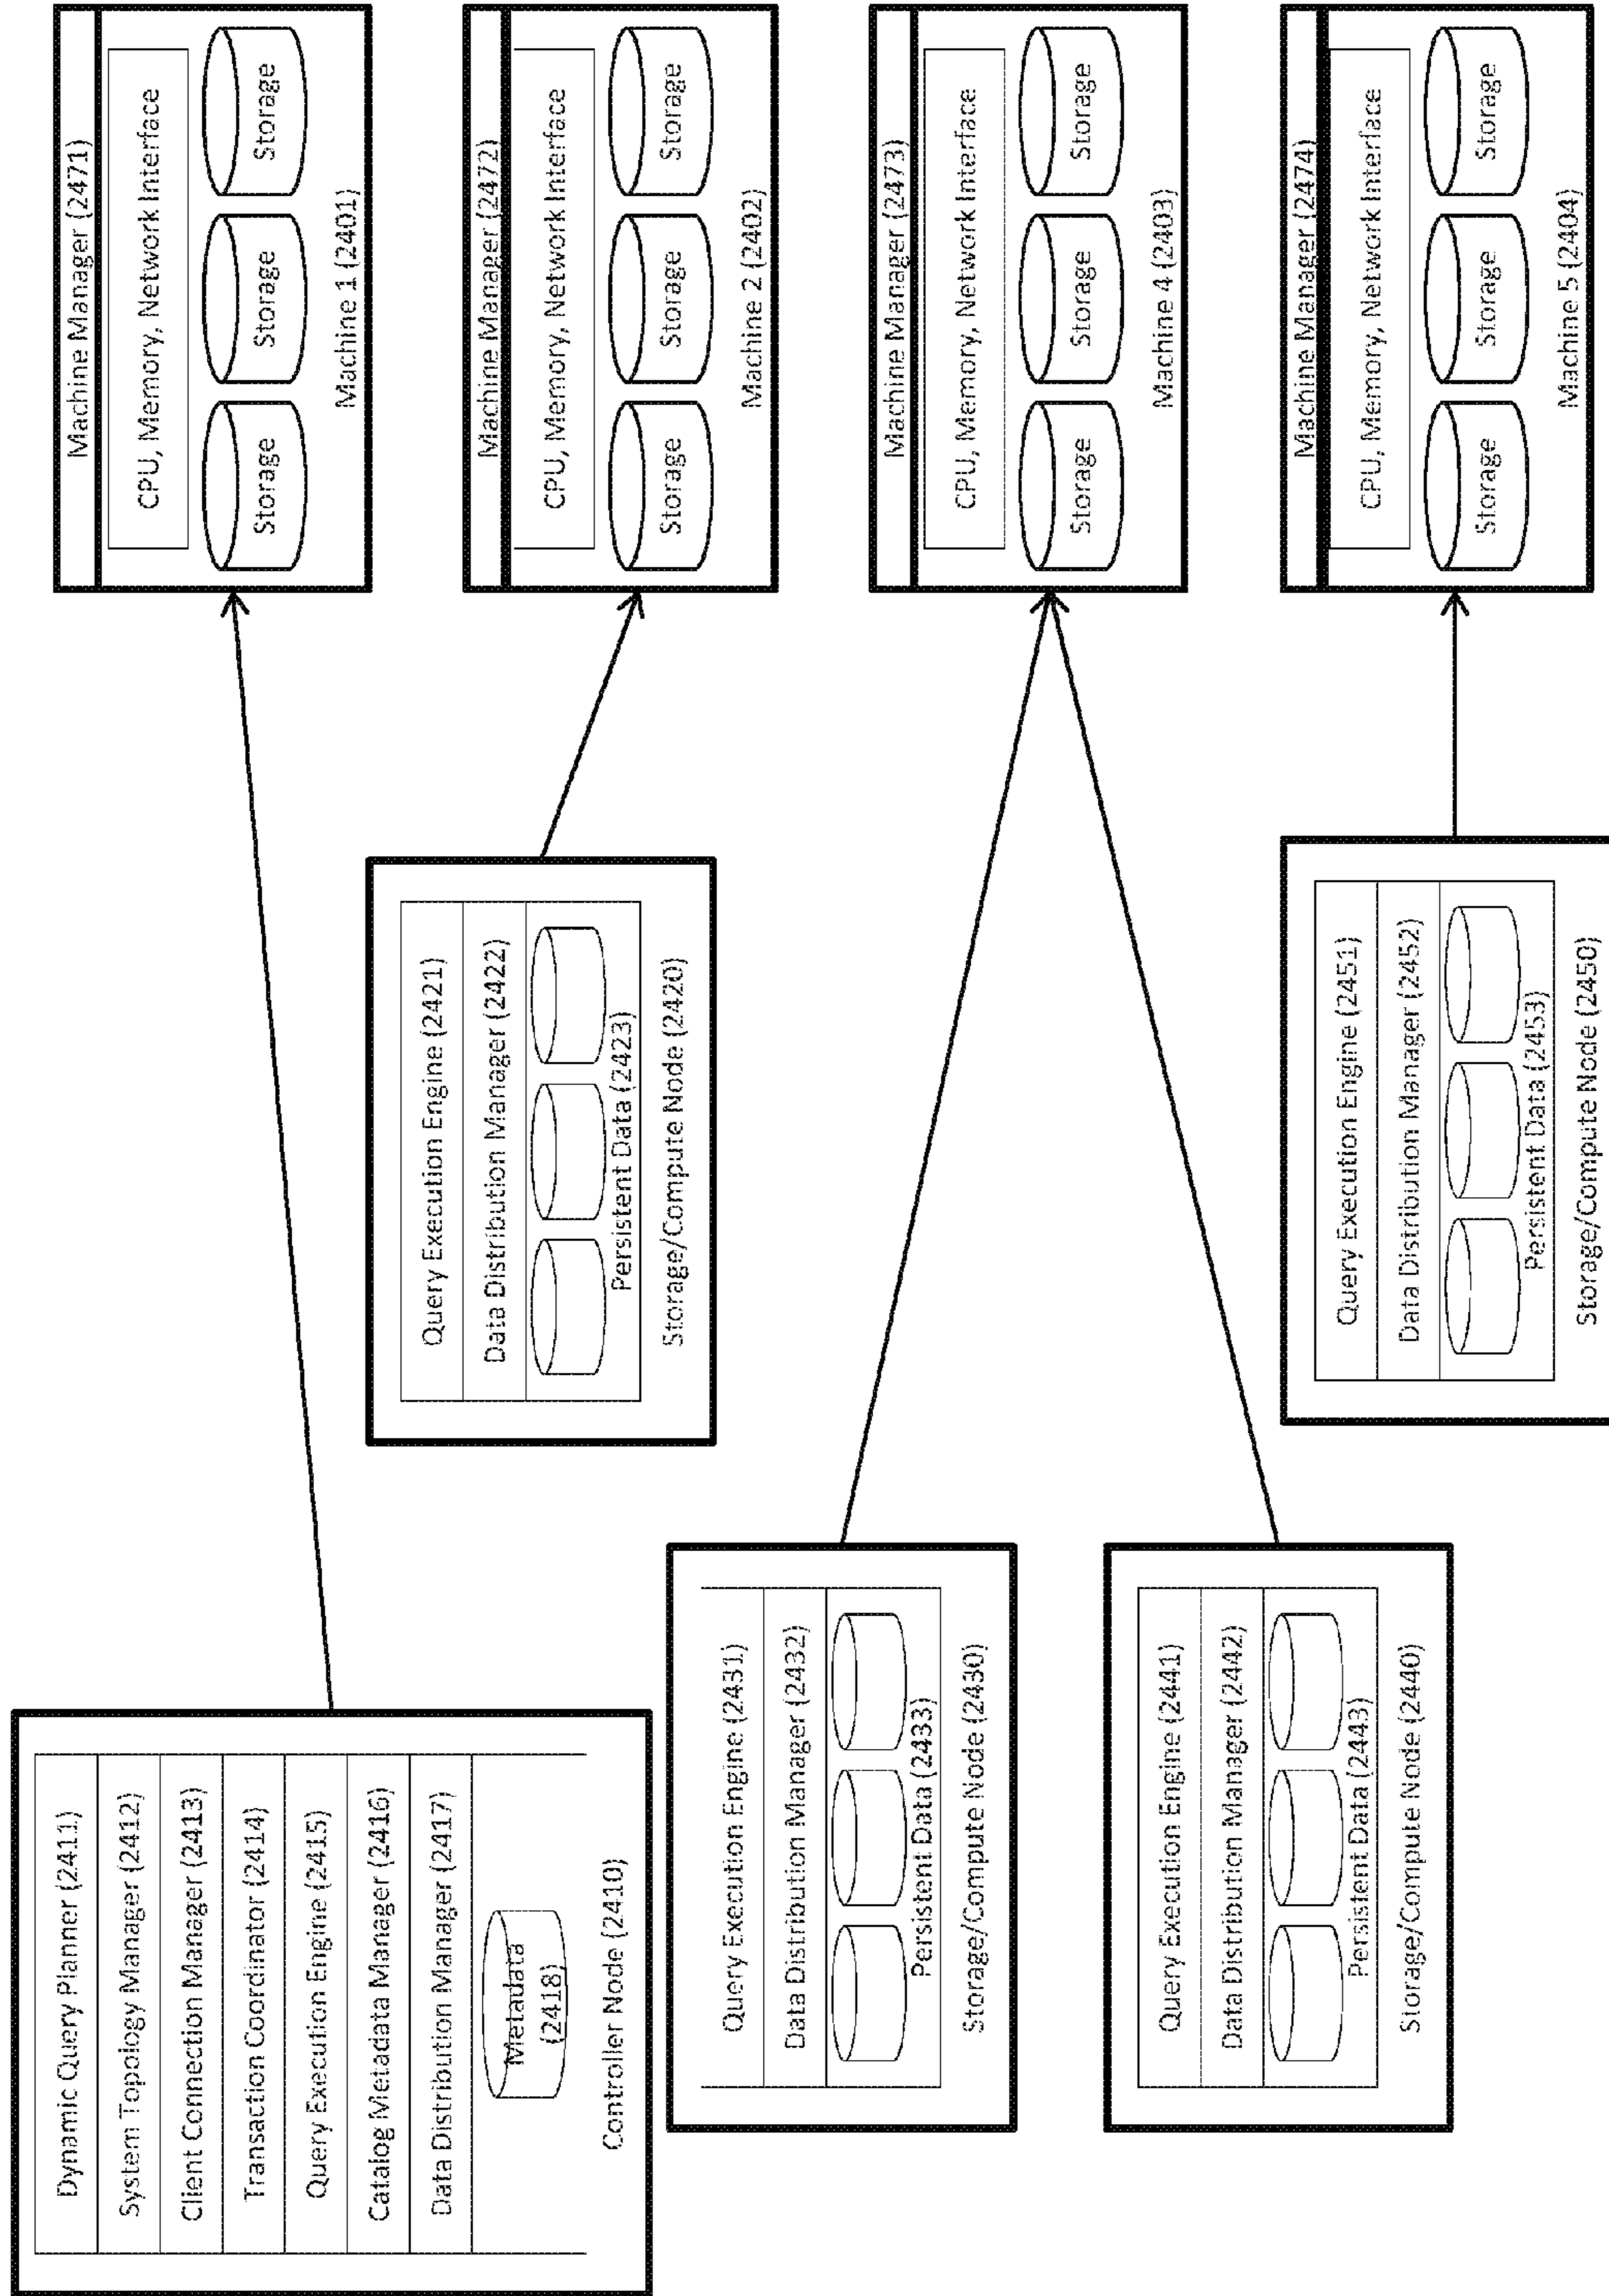 Dynamic Query Planner (2411)
System Topology Manager (2412)
Client Connection Manager (2413)
Transaction Coordinator (2414)
Query Execution Engine (2415)
Catalog Metadata Manager (2416)
Data Distribution Manager (2417)
Metadata
(2418)
Controller Node (2410)
Query Execution Engine (2431)
Data Distribution Manager (2432)
Persistent Data (2433)
Storage/Compute Node (2430)
Query Execution Engine (2441)
Data Distribution Manager (2442)
Persistent Data (2443)
Storage/Compute Node (2440)
Query Execution Engine (2421)
Data Distribution Manager (2422)
Persistent Data (2423)
Storage/Compute Node (2420)
Query Execution Engine (2451)
Data Distribution Manager (2452)
Persistent Data (2453)
Storage/Compute Node (2450)
Machine Manager (2471)
CPU, Memory, Network Interface
Storage
Storage
Storage
Machine 1 (2401)
Machine Manager (2472)
CPU, Memory, Network Interface
Storage
Storage
Storage
Machine 2 (2402)
Machine Manager (2473)
CPU, Memory, Network Interface
Storage
Storage
Storage
Machine 4 (2403)
Machine Manager (2474)
CPU, Memory, Network Interface
Storage
Storage
Storage
Machine 5 (2404)